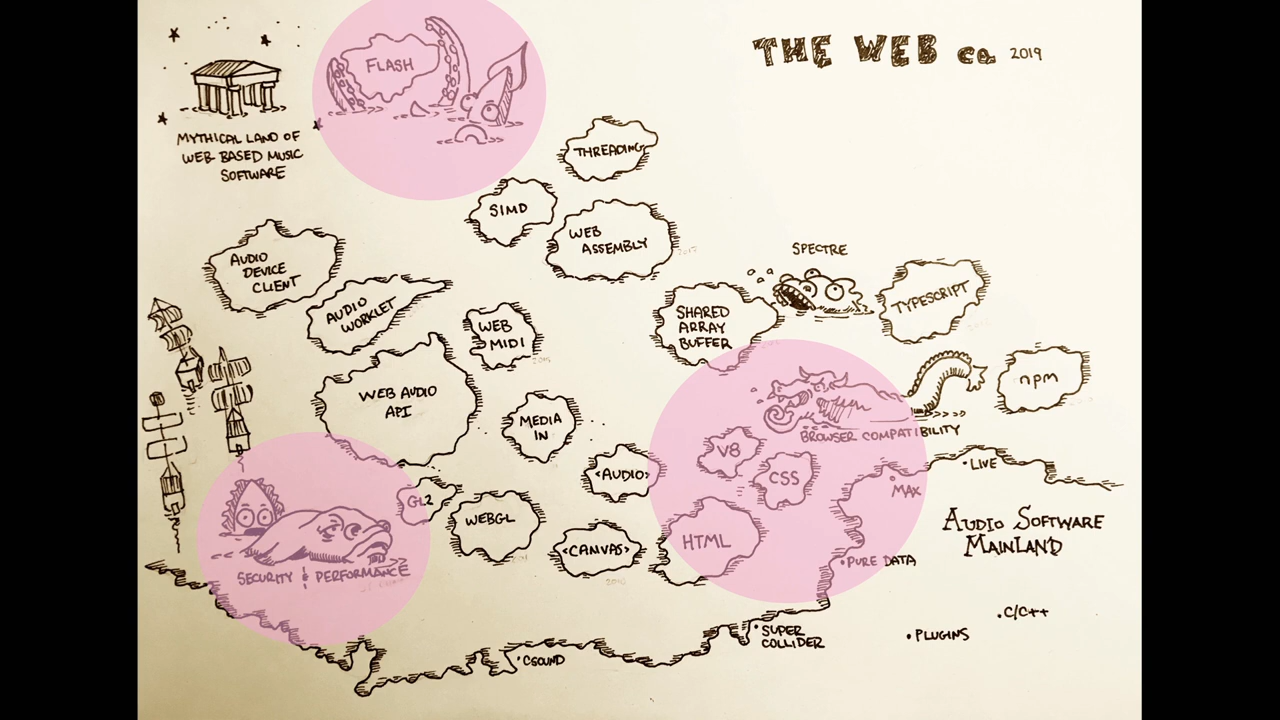 THE WEB ca 2019
FLASH
MYTHICAL LAND OF
WEB BASED MUSIC
SOFTWARE
THREADING
SIMD
WEB
ASSEMBLY
AUDIO
DEVICE
CLIENT
SPECTRE
AUDIO
WORKLET
WEB
MIDI
SHARED
ARRAY
BUFFER
TYPESCRIPT
WEB AUDIO
API
MEDIA
IN
npm
BROWSER COMPATIBILITY
V8
CSS
<AUDIO>
LIVE
MAX
GL2
WEBGL
<CANVAS>
HTML
AUDIO SOFTWARE
MAINLAND
PURE DATA
SECURITY & PERFORMANCE
C/C++
PLUGINS
SUPER
COLLIDER
CSOUND